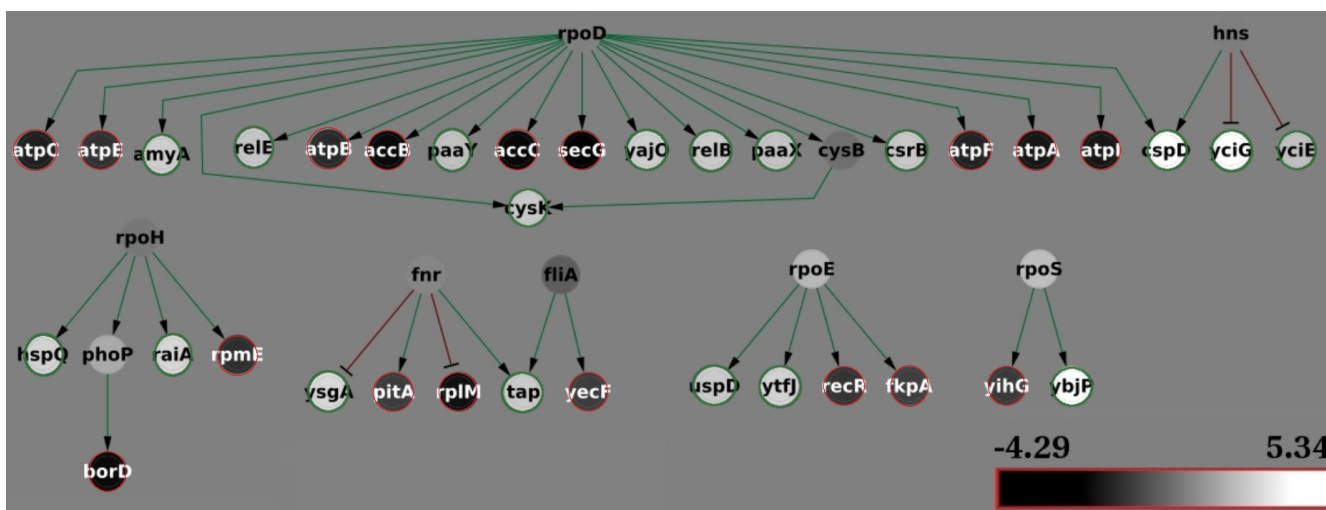 rpoD hns
atpC atpE amyA relE atpB accB paaY accC secG yajC relB paaX cysB csrB atpF atpA atpI cspD yciG yciE
cysK
rpoH
fnr fliA rpoE rpoS
hspQ phoP raiA rpmE
ysgA pitA rplM tap yecF uspD ytfJ recR fkpA yihG ybjP
-4.29 5.34
borD